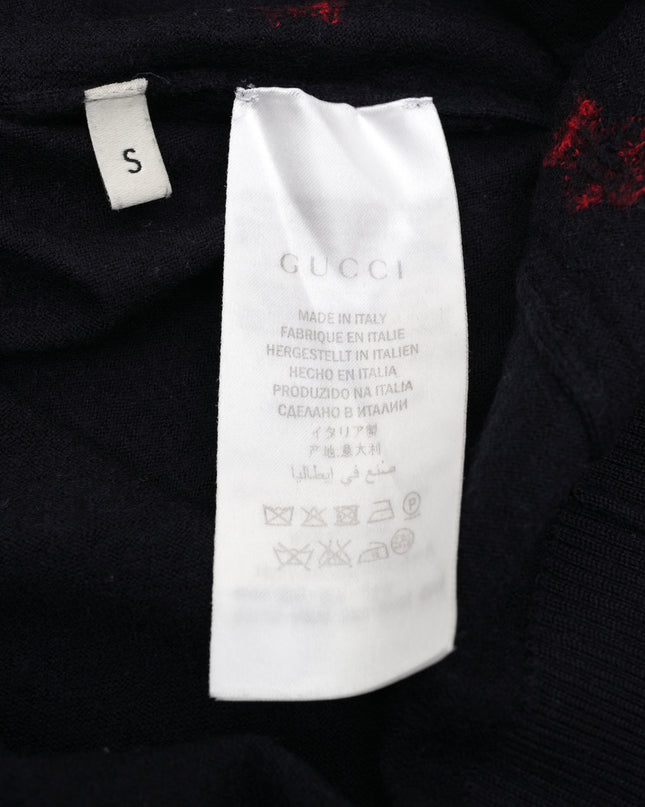 S
GUCCI
MADE IN ITALY
FABRIQUE EN ITALIE
HERGESTELLT IN ITALIEN
HECHO EN ITALIA
PRODUZIDO NA ITALIA
СДЕЛАНО В ИТАЛИИ
イタリア製
产地:意大利
صنع في إيطاليا
P